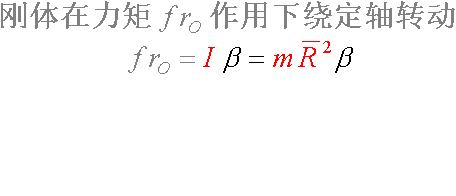 刚体在力矩 fr_O 作用下绕定轴转动
fr_O = I β = m R̅² β